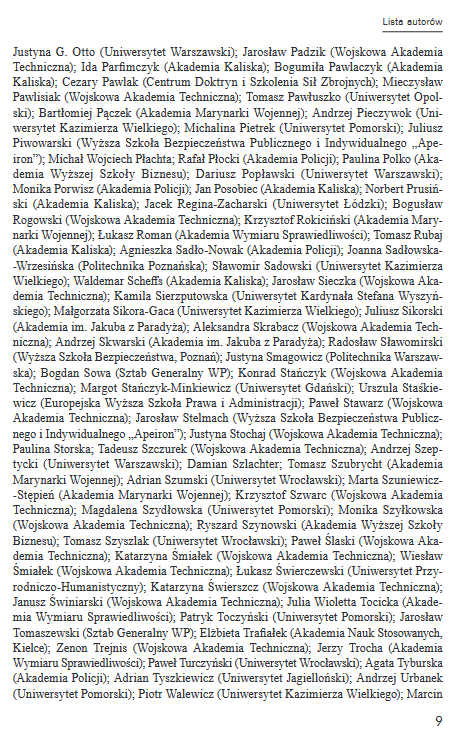 Lista autorów
Justyna G. Otto (Uniwersytet Warszawski); Jarosław Padzik (Wojskowa Akademia
Techniczna); Ida Parfimczyk (Akademia Kaliska); Bogumiła Pawlaczyk (Akademia
Kaliska); Cezary Pawlak (Centrum Doktryn i Szkolenia Sił Zbrojnych); Mieczysław
Pawlisiak (Wojskowa Akademia Techniczna); Tomasz Pawłuszko (Uniwersytet Opol-
ski); Bartłomiej Pączek (Akademia Marynarki Wojennej); Andrzej Pieczywok (Uni-
wersytet Kazimierza Wielkiego); Michalina Pietrek (Uniwersytet Pomorski); Juliusz
Piwowarski (Wyższa Szkoła Bezpieczeństwa Publicznego i Indywidualnego „Ape-
iron”); Michał Wojciech Płachta; Rafał Płocki (Akademia Policji); Paulina Polko (Aka-
demia Wyższej Szkoły Biznesu); Dariusz Popławski (Uniwersytet Warszawski);
Monika Porwisz (Akademia Policji); Jan Posobiec (Akademia Kaliska); Norbert Prusiń-
ski (Akademia Kaliska); Jacek Regina-Zacharski (Uniwersytet Łódzki); Bogusław
Rogowski (Wojskowa Akademia Techniczna); Krzysztof Rokiciński (Akademia Mary-
narki Wojennej); Łukasz Roman (Akademia Wymiaru Sprawiedliwości); Tomasz Rubaj
(Akademia Kaliska); Agnieszka Sadło-Nowak (Akademia Policji); Joanna Sadłowska-
-Wrzesińska (Politechnika Poznańska); Sławomir Sadowski (Uniwersytet Kazimierza
Wielkiego); Waldemar Scheffs (Akademia Kaliska); Jarosław Sieczka (Wojskowa Aka-
demia Techniczna); Kamila Sierzputowska (Uniwersytet Kardynała Stefana Wyszyń-
skiego); Małgorzata Sikora-Gaca (Uniwersytet Kazimierza Wielkiego); Juliusz Sikorski
(Akademia im. Jakuba z Paradyża); Aleksandra Skrabacz (Wojskowa Akademia Tech-
niczna); Andrzej Skwarski (Akademia im. Jakuba z Paradyża); Radosław Sławomirski
(Wyższa Szkoła Bezpieczeństwa, Poznań); Justyna Smagowicz (Politechnika Warszaw-
ska); Bogdan Sowa (Sztab Generalny WP); Konrad Stańczyk (Wojskowa Akademia
Techniczna); Margot Stańczyk-Minkiewicz (Uniwersytet Gdański); Urszula Staśkie-
wicz (Europejska Wyższa Szkoła Prawa i Administracji); Paweł Stawarz (Wojskowa
Akademia Techniczna); Jarosław Stelmach (Wyższa Szkoła Bezpieczeństwa Publicz-
nego i Indywidualnego „Apeiron”); Justyna Stochaj (Wojskowa Akademia Techniczna);
Paulina Storska; Tadeusz Szczurek (Wojskowa Akademia Techniczna); Andrzej Szep-
tycki (Uniwersytet Warszawski); Damian Szlachter; Tomasz Szubrycht (Akademia
Marynarki Wojennej); Adrian Szumski (Uniwersytet Wrocławski); Marta Szuniewicz-
-Stępień (Akademia Marynarki Wojennej); Krzysztof Szwarc (Wojskowa Akademia
Techniczna); Magdalena Szydłowska (Uniwersytet Pomorski); Monika Szyłkowska
(Wojskowa Akademia Techniczna); Ryszard Szynowski (Akademia Wyższej Szkoły
Biznesu); Tomasz Szyszlak (Uniwersytet Wrocławski); Paweł Ślaski (Wojskowa Aka-
demia Techniczna); Katarzyna Śmiałek (Wojskowa Akademia Techniczna); Wiesław
Śmiałek (Wojskowa Akademia Techniczna); Łukasz Świerczewski (Uniwersytet Przy-
rodniczo-Humanistyczny); Katarzyna Świerszcz (Wojskowa Akademia Techniczna);
Janusz Świniarski (Wojskowa Akademia Techniczna); Julia Wioletta Tocicka (Akade-
mia Wymiaru Sprawiedliwości); Patryk Toczyński (Uniwersytet Pomorski); Jarosław
Tomaszewski (Sztab Generalny WP); Elżbieta Trafiałek (Akademia Nauk Stosowanych,
Kielce); Zenon Trejnis (Wojskowa Akademia Techniczna); Jerzy Trocha (Akademia
Wymiaru Sprawiedliwości); Paweł Turczyński (Uniwersytet Wrocławski); Agata Tyburska
(Akademia Policji); Adrian Tyszkiewicz (Uniwersytet Jagielloński); Andrzej Urbanek
(Uniwersytet Pomorski); Piotr Walewicz (Uniwersytet Kazimierza Wielkiego); Marcin
9